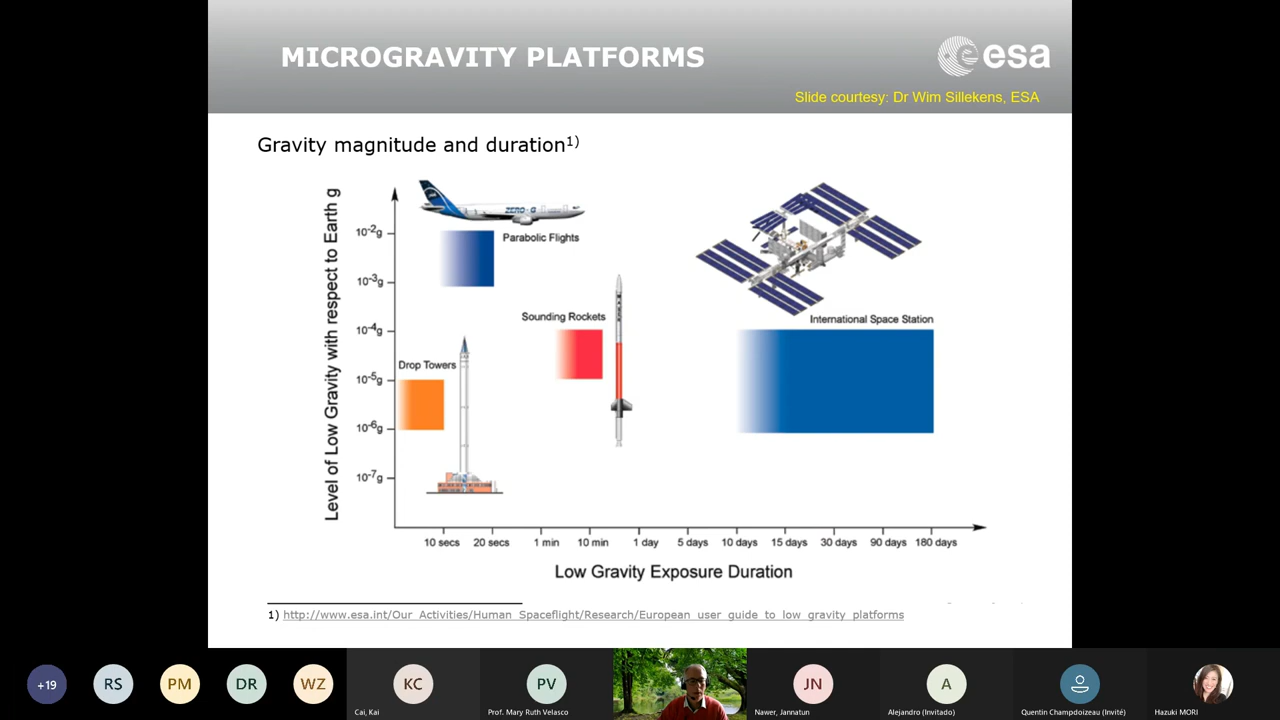 MICROGRAVITY PLATFORMS
esa
Slide courtesy: Dr Wim Sillekens, ESA
Gravity magnitude and duration1)
Level of Low Gravity with respect to Earth g
10-2g
10-3g
10-4g
10-5g
10-6g
10-7g
ZERO-G
Parabolic Flights
Sounding Rockets
International Space Station
Drop Towers
10 secs 20 secs 1 min 10 min 1 day 5 days 10 days 15 days 30 days 90 days 180 days
Low Gravity Exposure Duration
1) http://www.esa.int/Our_Activities/Human_Spaceflight/Research/European_user_guide_to_low_gravity_platforms
+19 RS PM DR WZ KC PV JN A
Cai, Kai
Prof. Mary Ruth Velasco
Nawer, Jannatun
Alejandro (Invitado)
Quentin Champdoizeau (Invité)
Hazuki MORI